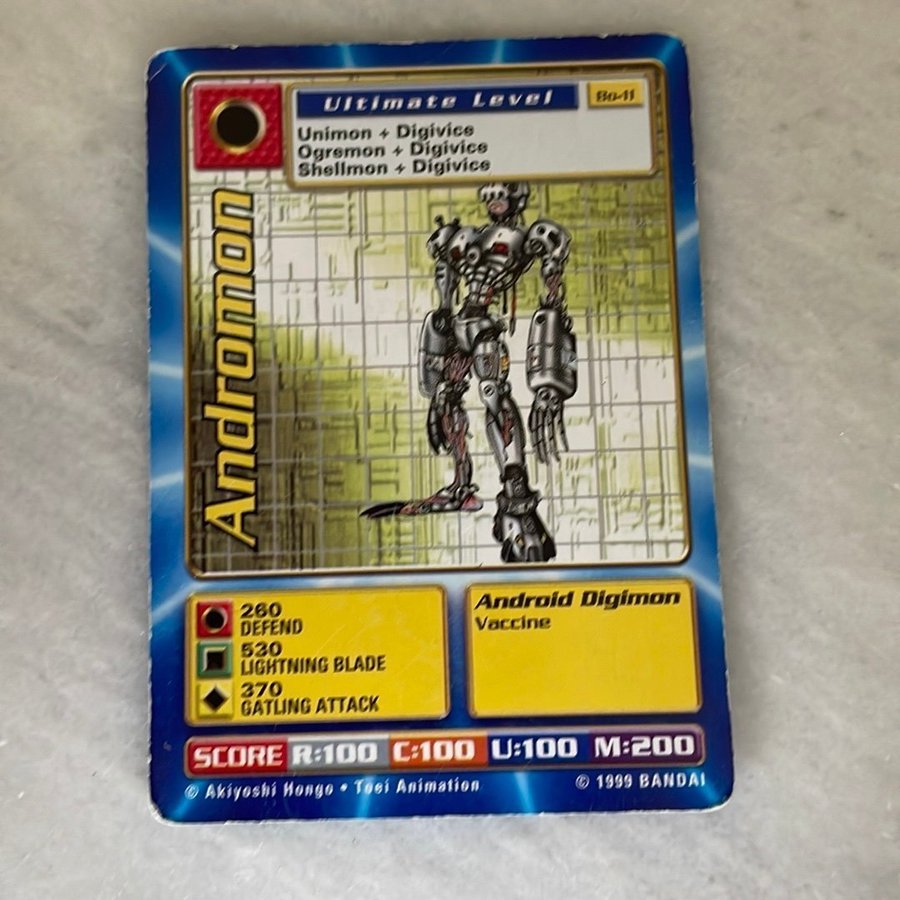 Ultimate Level
Bo-11
Unimon + Digivice
Ogremon + Digivice
Shellmon + Digivice
Andromon
260
DEFEND
530
LIGHTNING BLADE
370
GATLING ATTACK
Android Digimon
Vaccine
SCORE R:100 C:100 U:100 M:200
© Akiyoshi Hongo • Toei Animation
© 1999 BANDAI